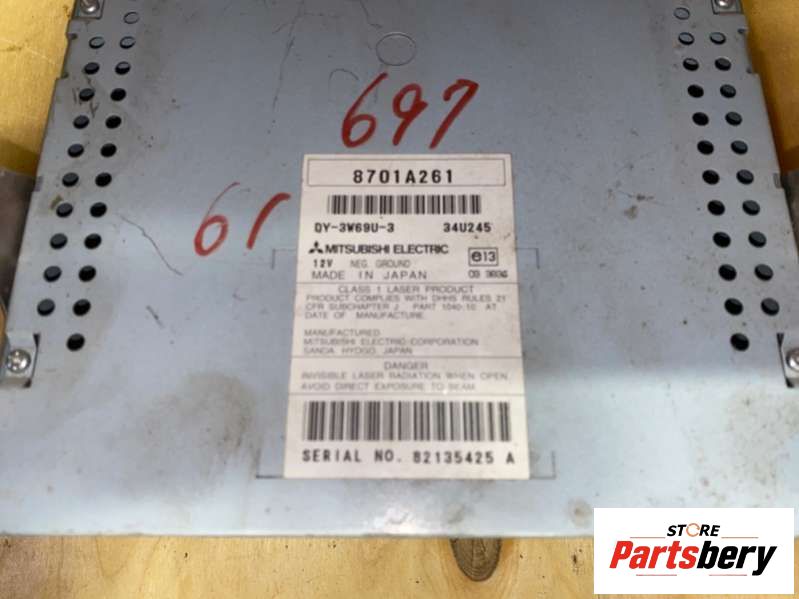 697
61
8701A261
QY-3W69U-3 34U245
MITSUBISHI ELECTRIC
12V NEG. GROUND e13
MADE IN JAPAN
CLASS 1 LASER PRODUCT
PRODUCT COMPLIES WITH DHHS RULES 21
CFR SUBCHAPTER J PART 1040.10 AT
DATE OF MANUFACTURE.
MANUFACTURED
MITSUBISHI ELECTRIC CORPORATION
SANDA HYOGO, JAPAN
DANGER
INVISIBLE LASER RADIATION WHEN OPEN,
AVOID DIRECT EXPOSURE TO BEAM.
SERIAL NO. 82135425 A
STORE
Partsbery